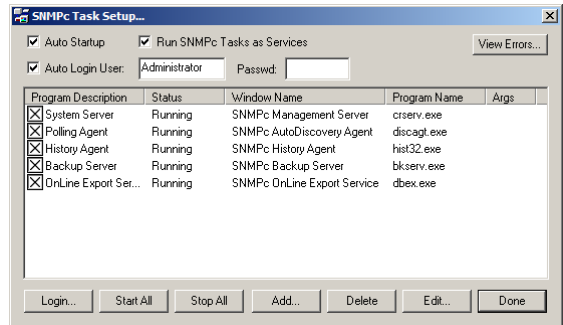 SNMPc Task Setup...
Auto Startup Run SNMPc Tasks as Services View Errors...
Auto Login User: Administrator Passwd:
Program Description Status Window Name Program Name Args
System Server Running SNMPc Management Server crserv.exe
Polling Agent Running SNMPc AutoDiscovery Agent discagt.exe
History Agent Running SNMPc History Agent hist32.exe
Backup Server Running SNMPc Backup Server bkserv.exe
OnLine Export Ser... Running SNMPc OnLine Export Service dbex.exe
Login... Start All Stop All Add... Delete Edit... Done